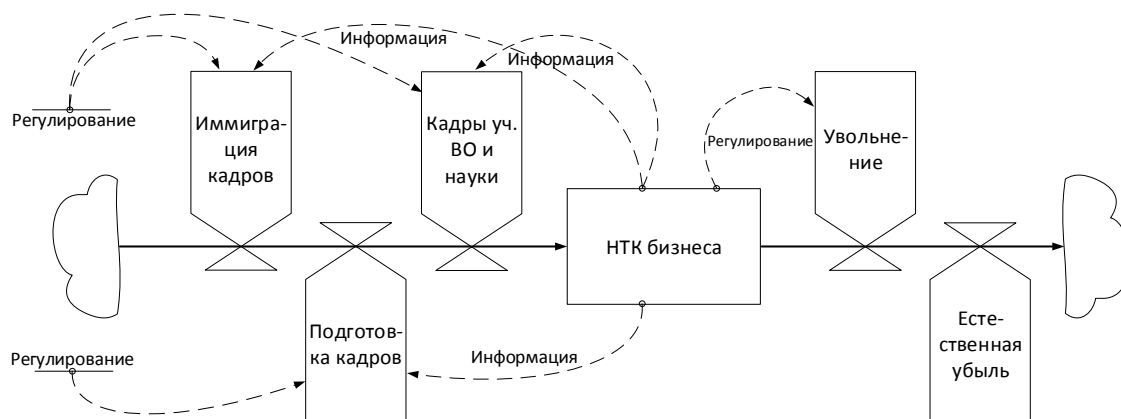 Информация
Информация
Регулирование
Иммигра-
ция
кадров
Кадры уч.
ВО и
науки
Регулирование
Увольне-
ние
НТК бизнеса
Регулирование
Подготов-
ка кадров
Информация
Есте-
ственная
убыль